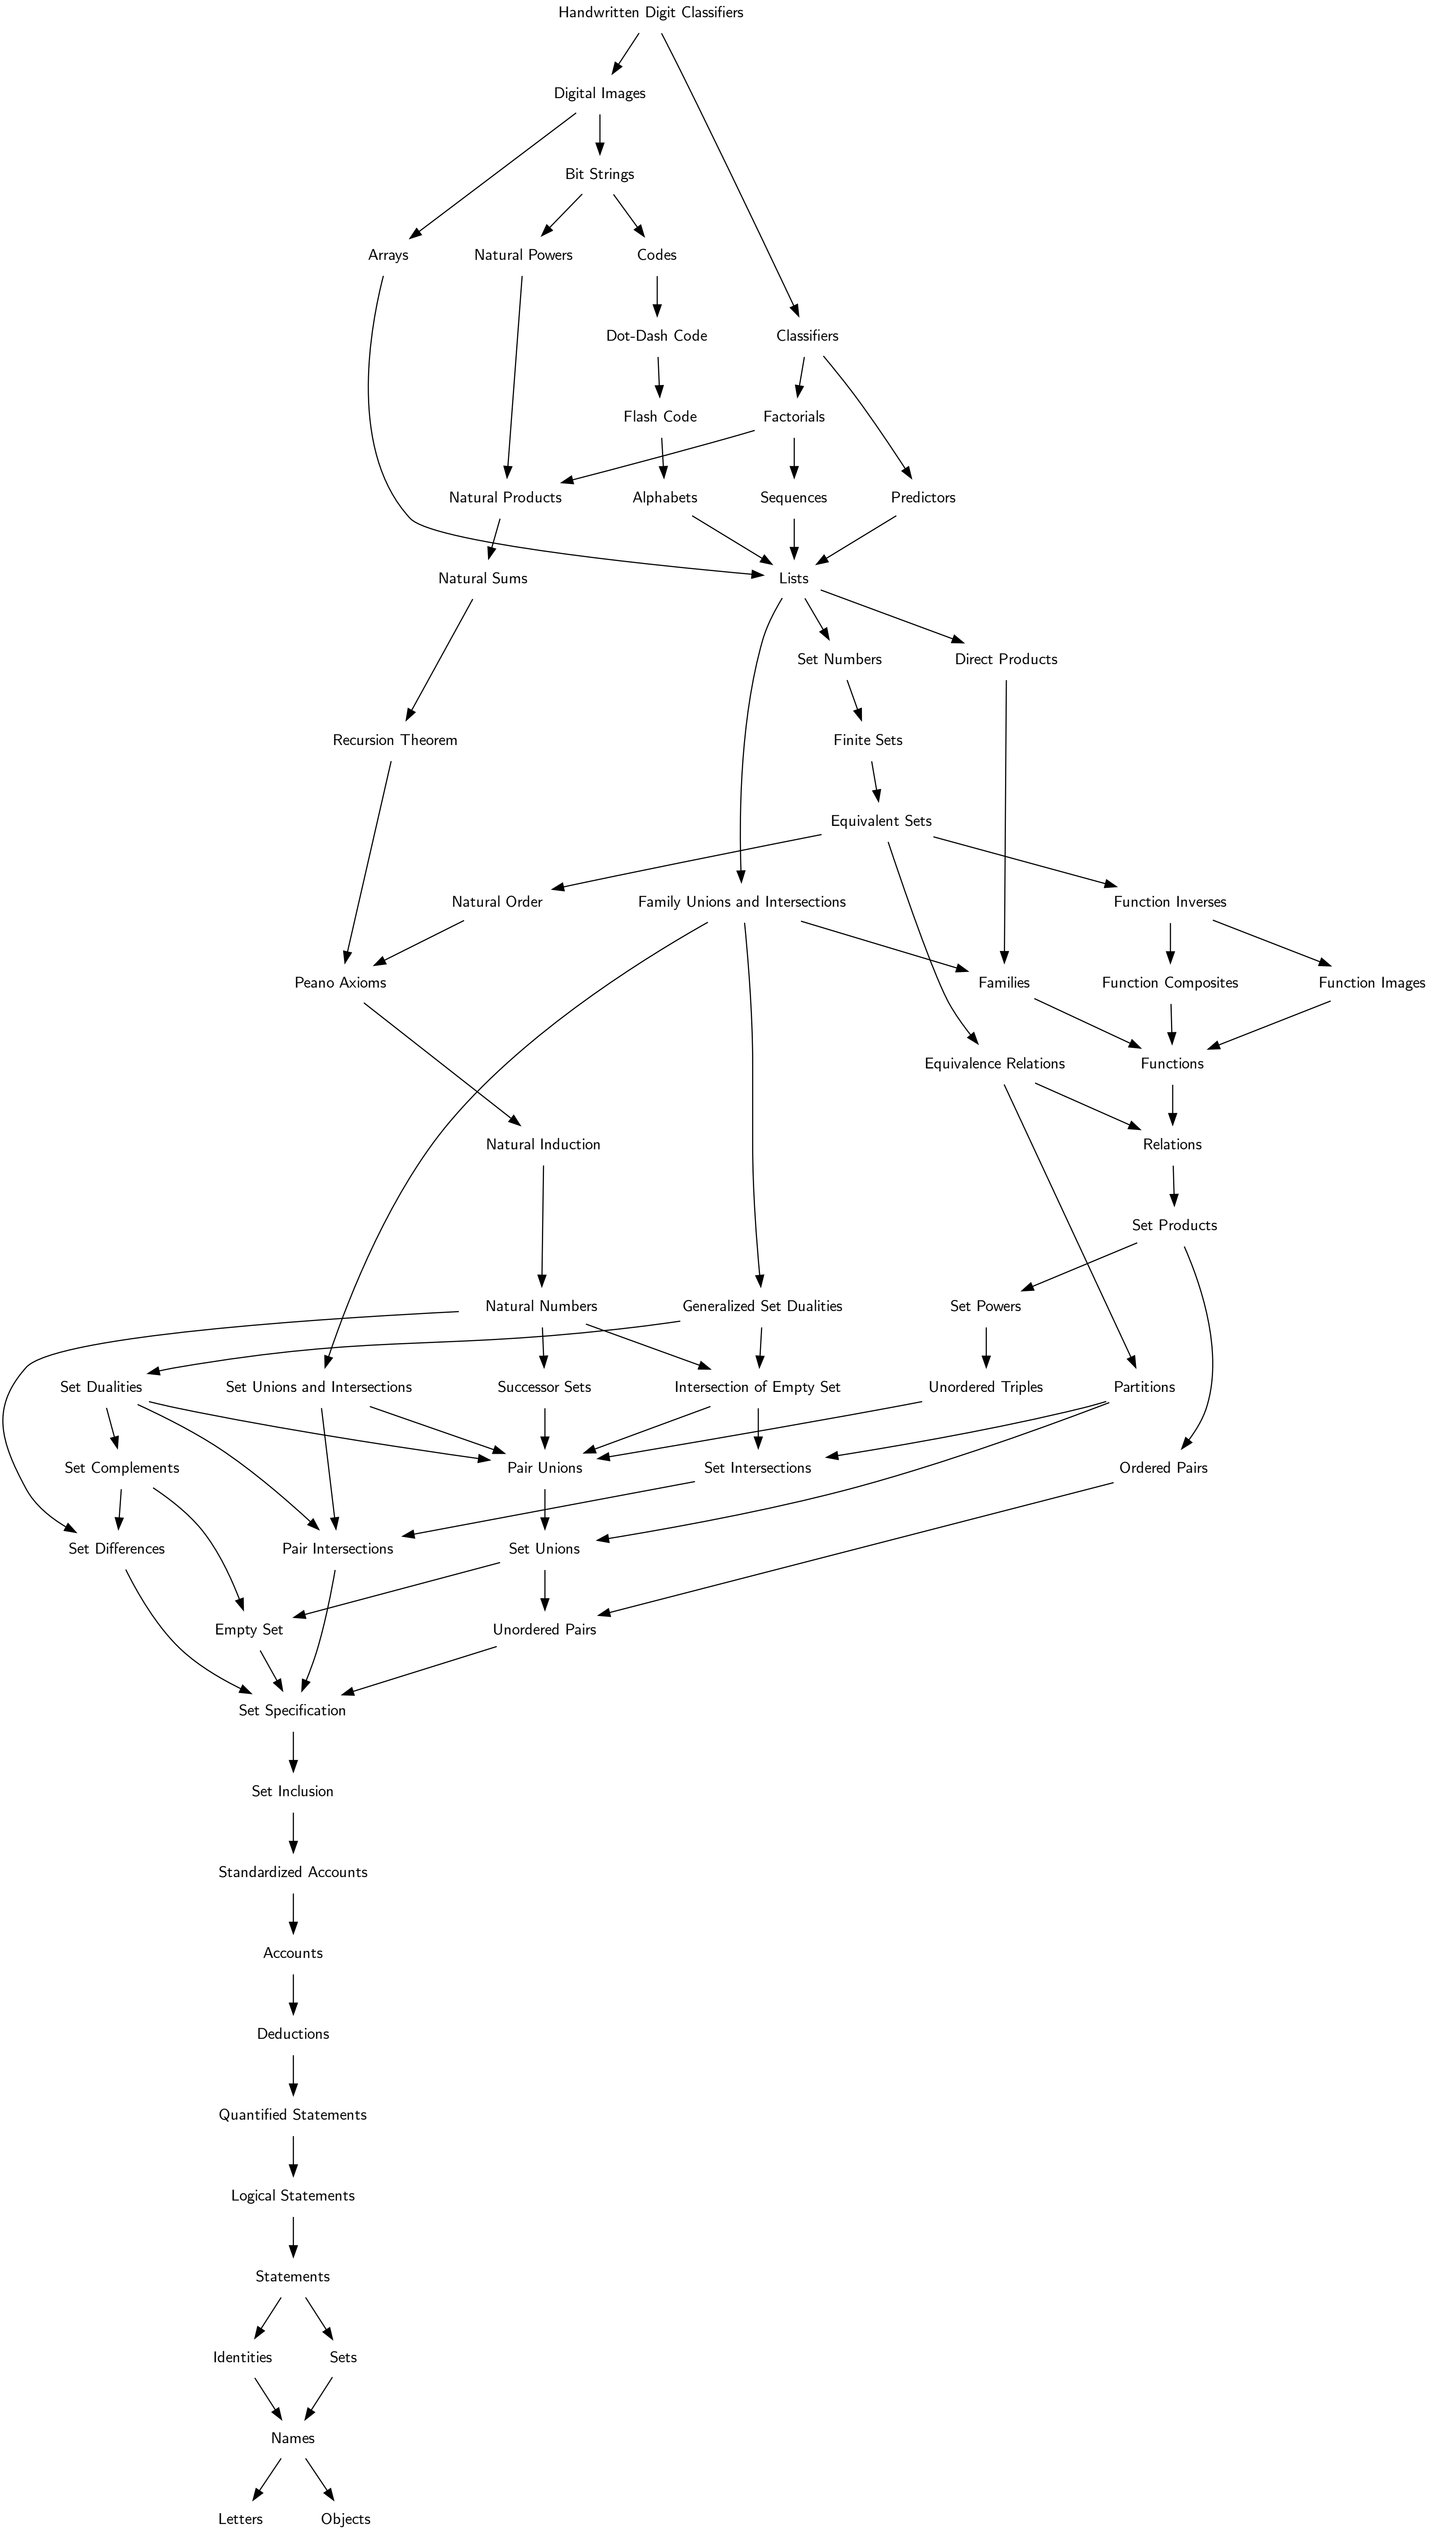 Handwritten Digit Classifiers
Digital Images
Bit Strings
Arrays
Natural Powers
Codes
Dot-Dash Code
Classifiers
Flash Code
Factorials
Natural Products
Alphabets
Sequences
Predictors
Natural Sums
Lists
Set Numbers
Direct Products
Recursion Theorem
Finite Sets
Equivalent Sets
Natural Order
Family Unions and Intersections
Function Inverses
Peano Axioms
Families
Function Composites
Function Images
Equivalence Relations
Functions
Natural Induction
Relations
Set Products
Natural Numbers
Generalized Set Dualities
Set Powers
Set Dualities
Set Unions and Intersections
Successor Sets
Intersection of Empty Set
Unordered Triples
Partitions
Set Complements
Pair Unions
Set Intersections
Ordered Pairs
Set Differences
Pair Intersections
Set Unions
Empty Set
Unordered Pairs
Set Specification
Set Inclusion
Standardized Accounts
Accounts
Deductions
Quantified Statements
Logical Statements
Statements
Identities
Sets
Names
Letters
Objects